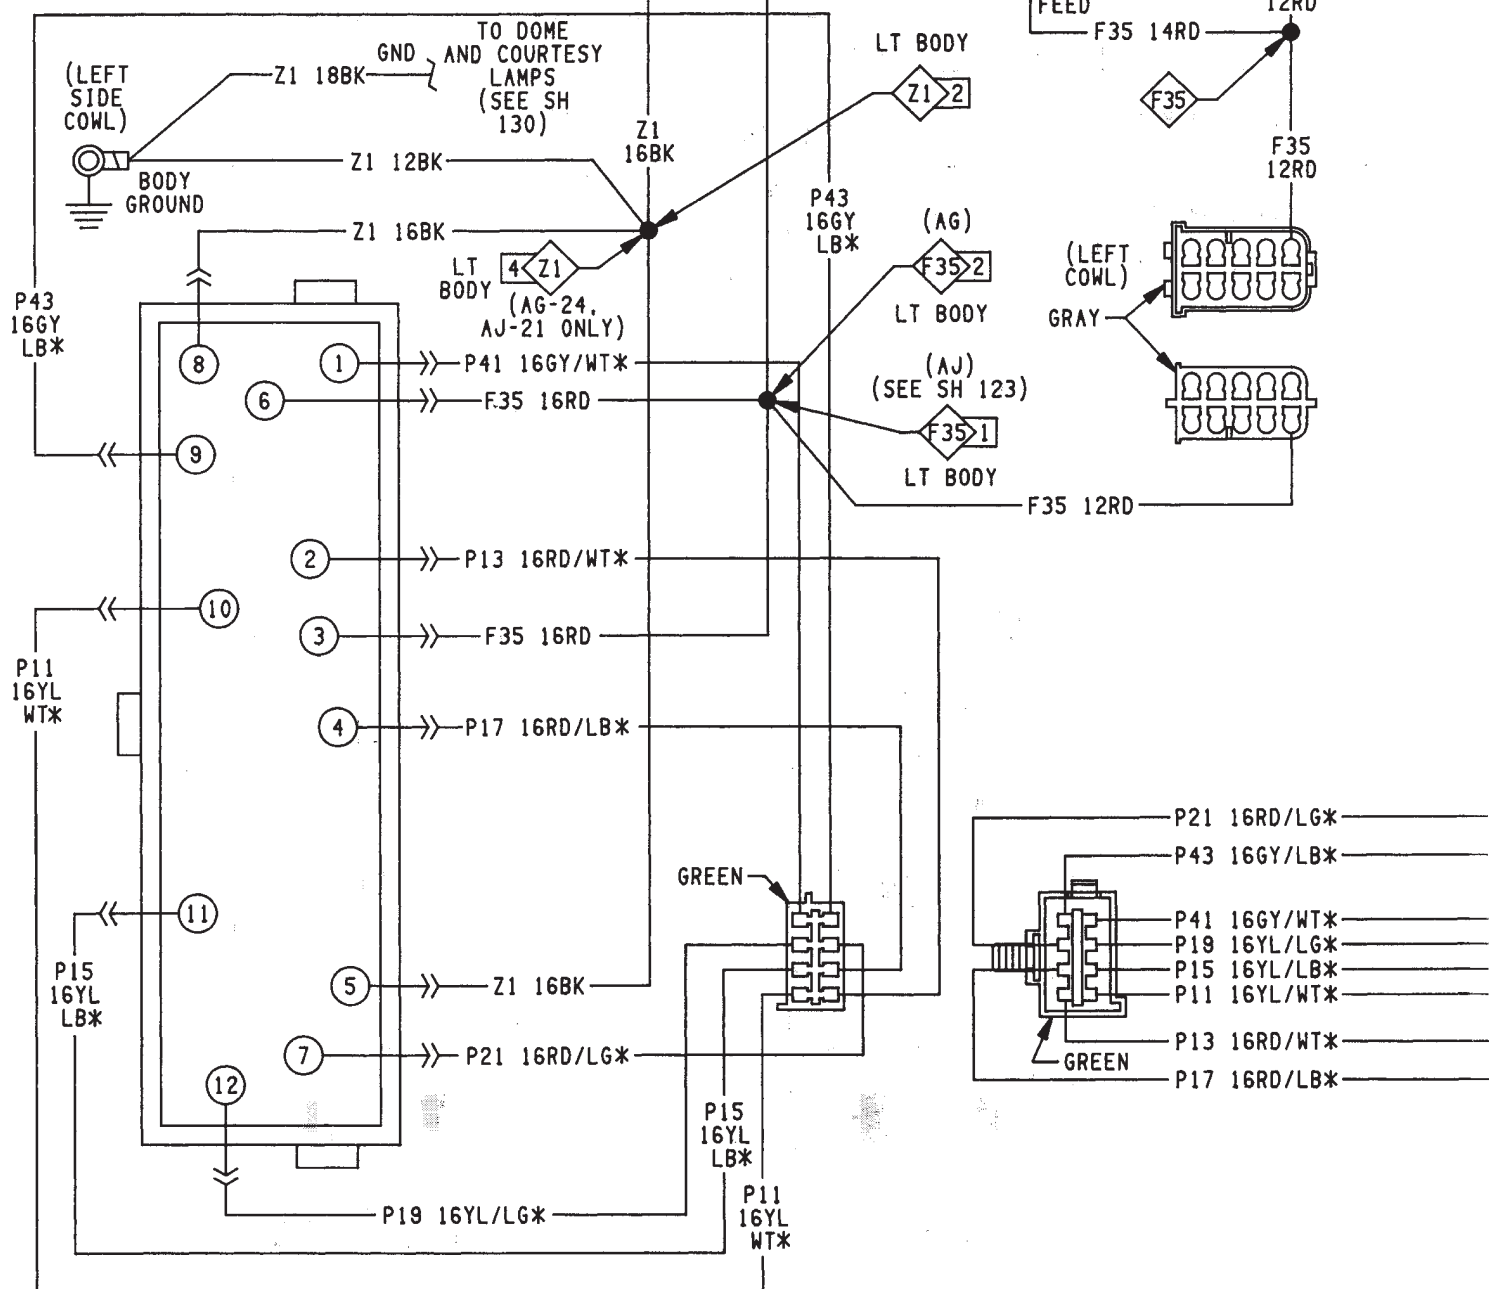 FEED
12RD
F35 14RD
TO DOME
AND COURTESY
LAMPS
(SEE SH
130)
GND
Z1 18BK
LT BODY
Z1 2
F35
(LEFT
SIDE
COWL)
BODY
GROUND
Z1 12BK
Z1
16BK
F35
12RD
P43
16GY
LB*
(AG)
F35 2
LT BODY
Z1 16BK
LT
BODY
4 Z1
(AG-24,
AJ-21 ONLY)
(LEFT
COWL)
GRAY
P43
16GY
LB*
8
1
P41 16GY/WT*
6
F35 16RD
(AJ)
(SEE SH 123)
F35 1
LT BODY
9
F35 12RD
2
P13 16RD/WT*
10
3
F35 16RD
P11
16YL
WT*
4
P17 16RD/LB*
P21 16RD/LG*
P43 16GY/LB*
GREEN
11
P41 16GY/WT*
P19 16YL/LG*
P15 16YL/LB*
P11 16YL/WT*
P15
16YL
LB*
5
Z1 16BK
P13 16RD/WT*
GREEN
P17 16RD/LB*
7
P21 16RD/LG*
12
P15
16YL
LB*
P11
16YL
WT*
P19 16YL/LG*